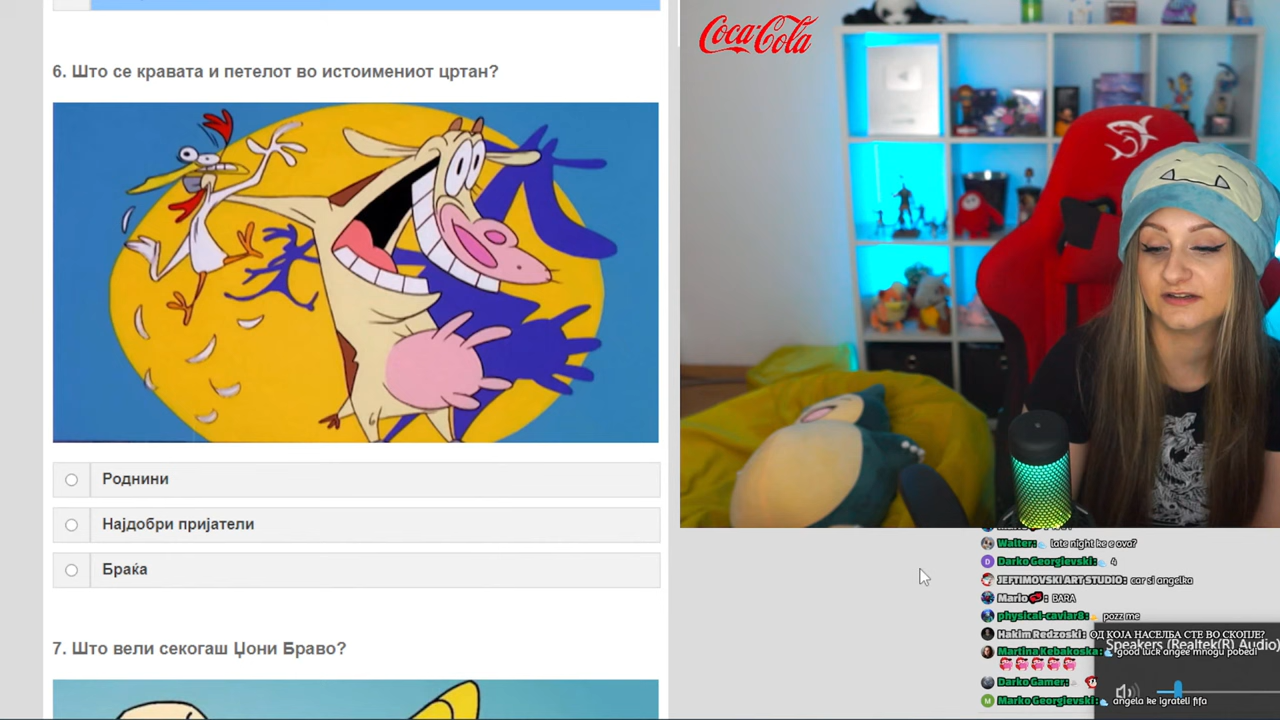 Coca-Cola
6. Што се кравата и петелот во истоимениот цртан?
Роднини
Најдобри пријатели
Браќа
7. Што вели секогаш Џони Браво?
Walter: late night ke e ova?
Darko Georgievski: 4
JEFTIMOVSKI ART STUDIO: car si angelka
Mario: BARA
physical-caviar8: pozz me
Hakim Redzoski: ОД КОЈА НАСЕЛБА СТЕ ВО СКОПЈЕ?
Speakers (Realtek(R) Audio)
Martina Kebakoska: good luck angee mnogu pobedi
Darko Gamer:
Marko Georgievski: angela ke igrateli fifa